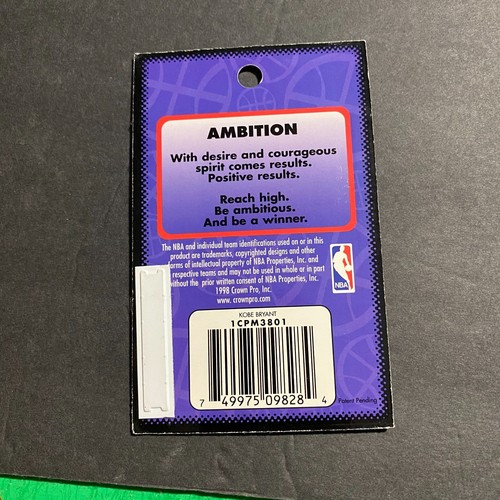 AMBITION
With desire and courageous
spirit comes results.
Positive results.
Reach high.
Be ambitious.
And be a winner.
The NBA and individual team identifications used on or in this
product are trademarks, copyrighted designs and other
forms of intellectual property of NBA Properties, Inc. and
respective teams and may not be used in whole or in part
without the prior written consent of NBA Properties, Inc.
1998 Crown Pro, Inc.
www.crownpro.com
NBA
KOBE BRYANT
1CPM3801
7 49975 09828 4
Patent Pending